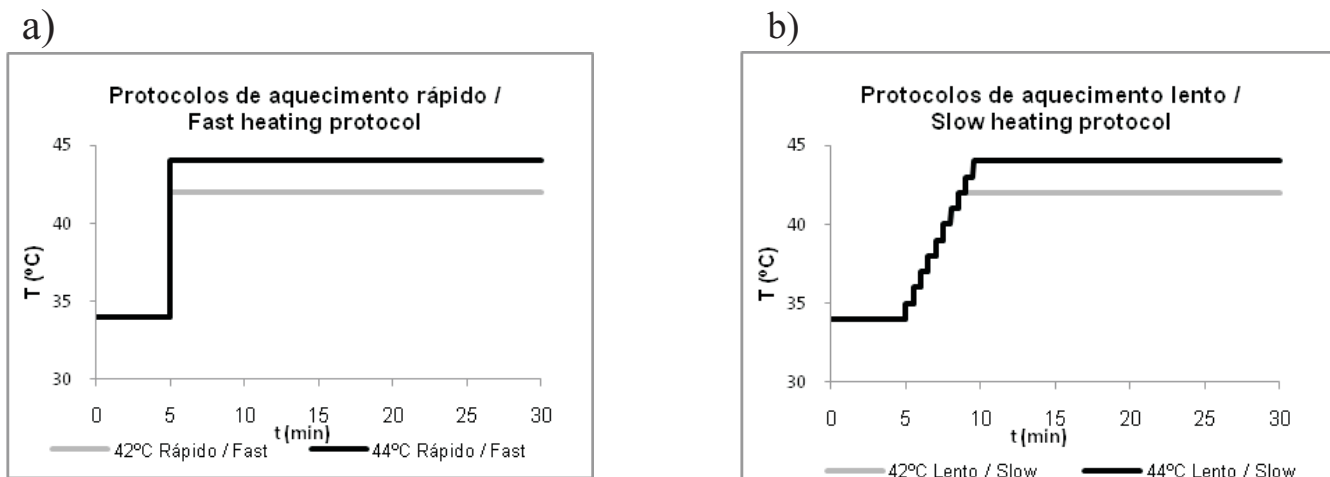 a)
Protocolos de aquecimento rápido /
Fast heating protocol
45
40
35
30
T (ºC)
0 5 10 15 20 25 30
t (min)
42ºC Rápido / Fast 44ºC Rápido / Fast
b)
Protocolos de aquecimento lento /
Slow heating protocol
45
40
35
30
T (ºC)
0 5 10 15 20 25 30
t (min)
42ºC Lento / Slow 44ºC Lento / Slow